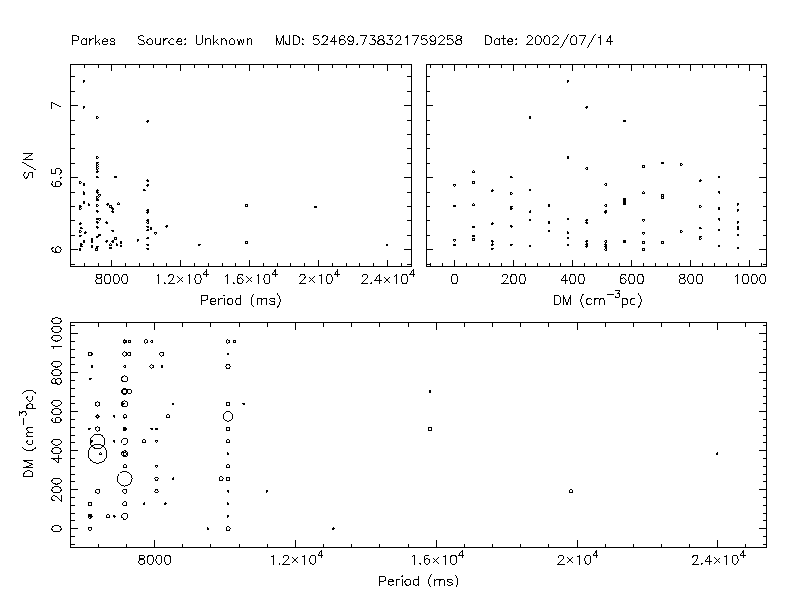 Parkes Source: Unknown MJD: 52469.738321759258 Date: 2002/07/14
7
6.5
6
S/N
8000 1.2×10⁴ 1.6×10⁴ 2×10⁴ 2.4×10⁴
Period (ms)
0 200 400 600 800 1000
DM (cm⁻³pc)
1000
800
600
400
200
0
DM (cm⁻³pc)
8000 1.2×10⁴ 1.6×10⁴ 2×10⁴ 2.4×10⁴
Period (ms)